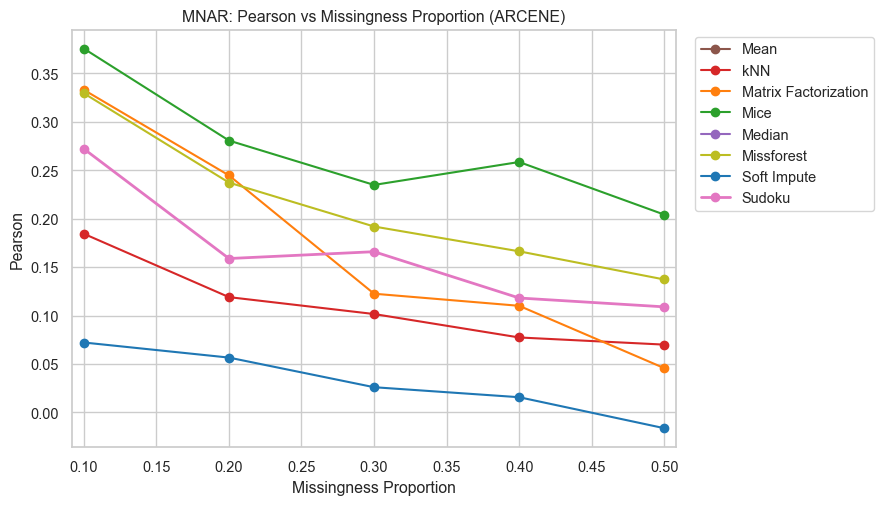 MNAR: Pearson vs Missingness Proportion (ARCENE)
Pearson
0.35
0.30
0.25
0.20
0.15
0.10
0.05
0.00
0.10 0.15 0.20 0.25 0.30 0.35 0.40 0.45 0.50
Missingness Proportion
Mean
kNN
Matrix Factorization
Mice
Median
Missforest
Soft Impute
Sudoku